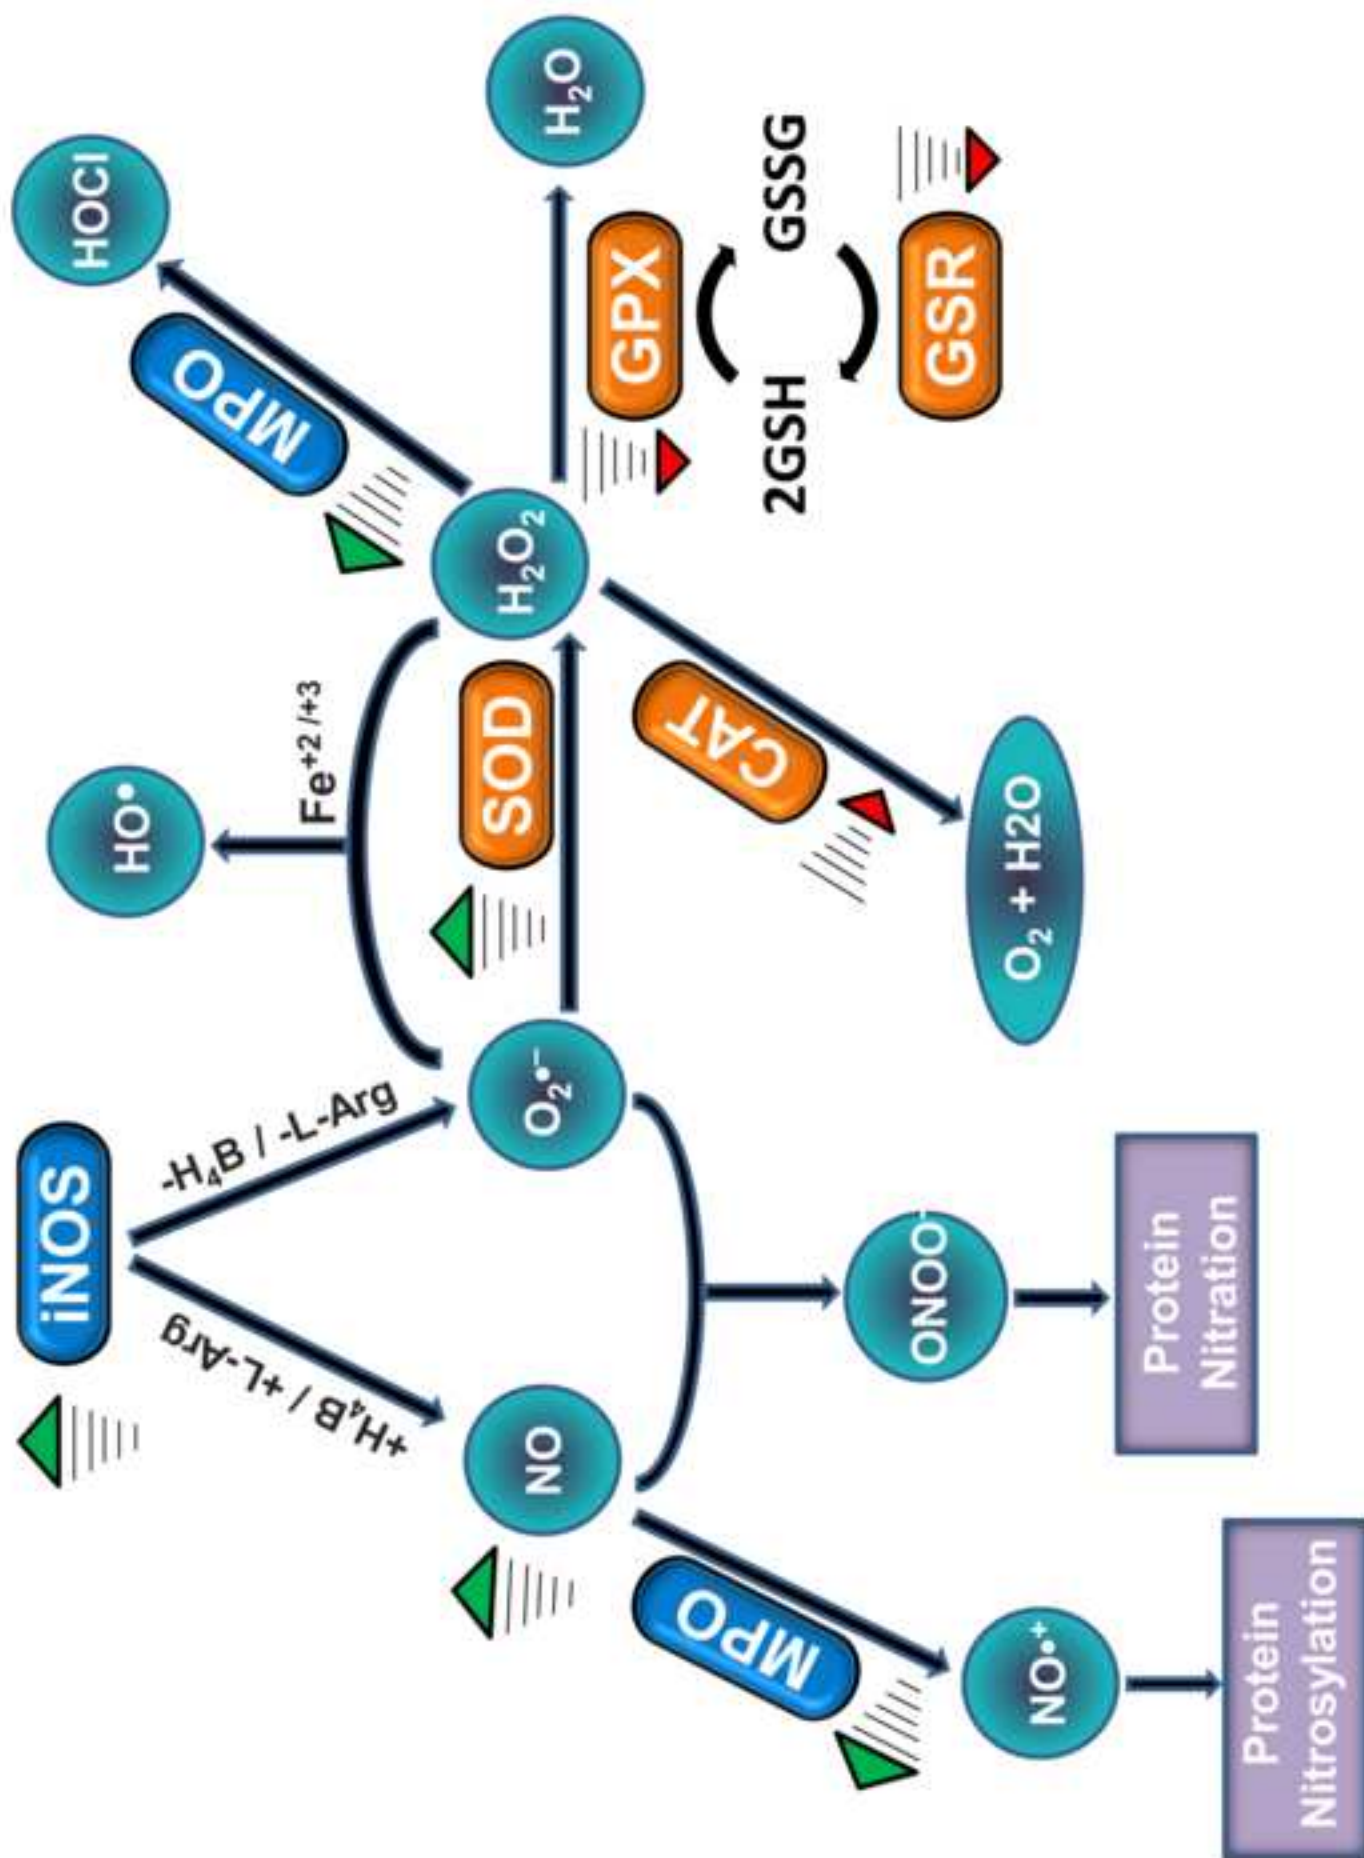 iNOS
+H₄B / +L-Arg
-H₄B / -L-Arg
HO•
Fe⁺² ᐟ⁺³
HOCl
MPO
NO
O₂•⁻
SOD
H₂O₂
H₂O
MPO
CAT
GPX
2GSH
GSSG
GSR
ONOO⁻
NO•⁺
O₂ + H2O
Protein
Nitration
Protein
Nitrosylation